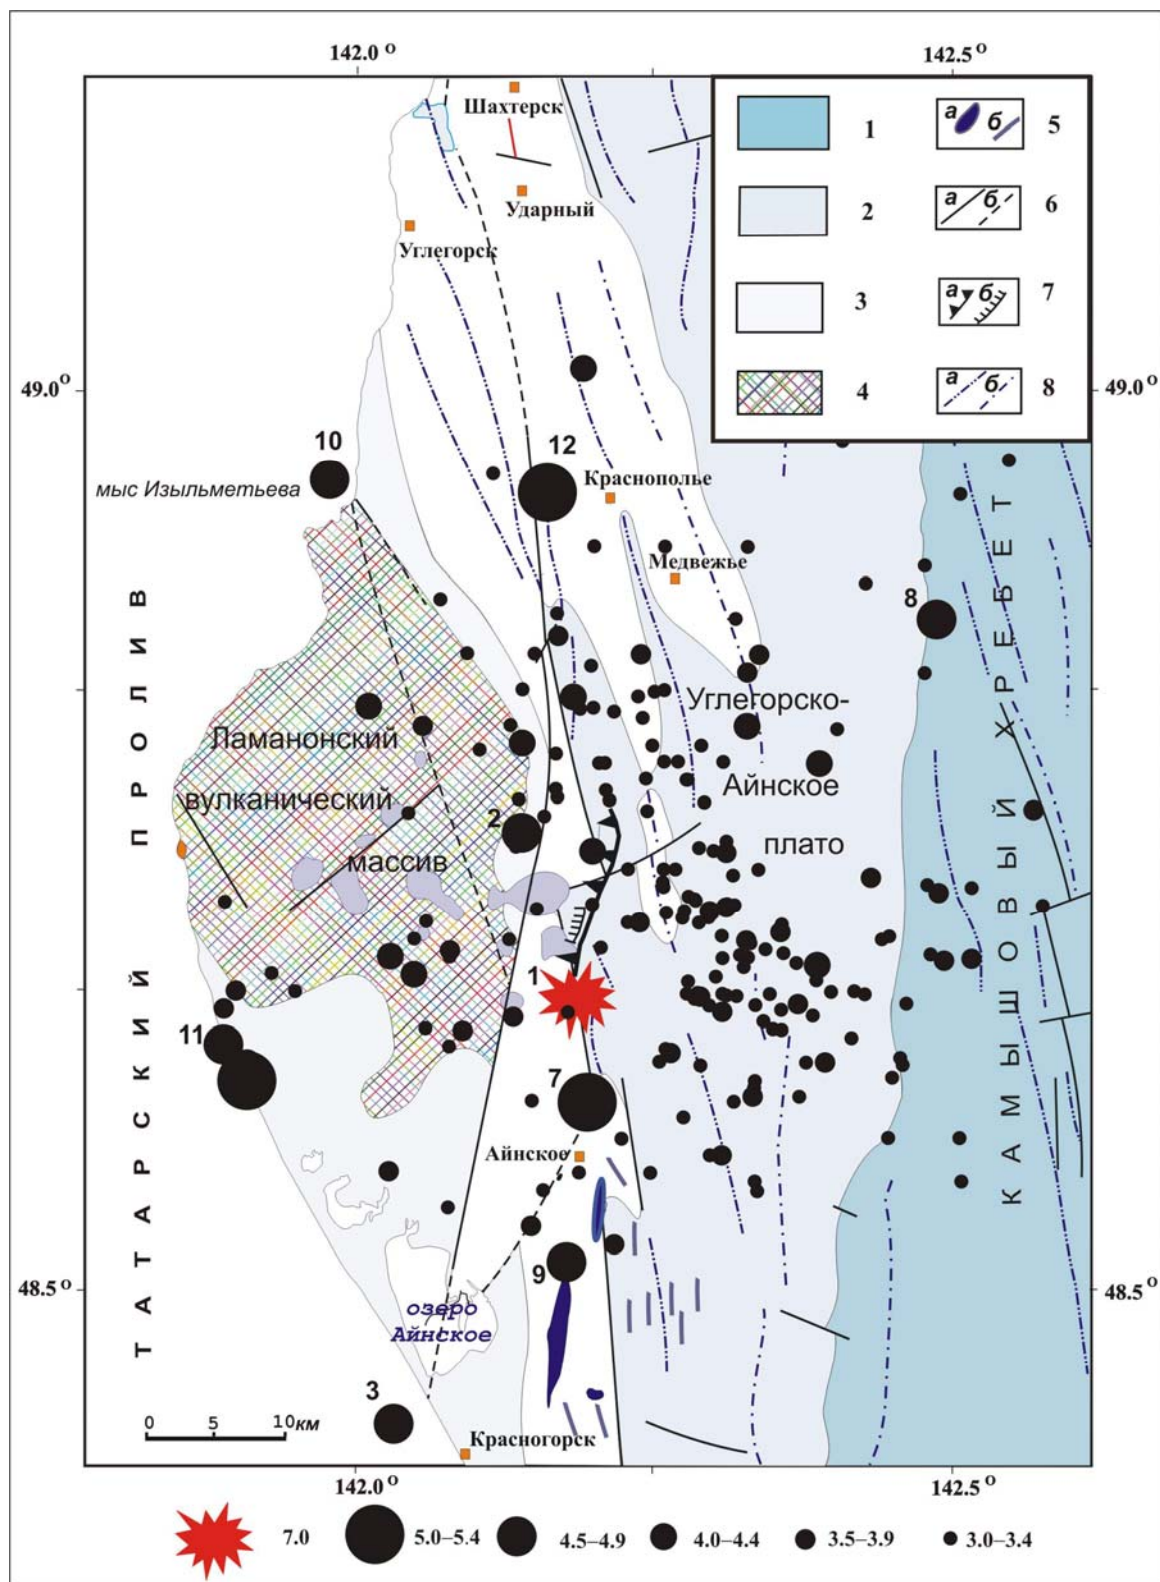 142.0 °
142.5 °
Шахтерск
Ударный
Углегорск
1
2
3
4
а б 5
а б 6
а б 7
а б 8
49.0°
49.0°
10
мыс Изыльметьева
12
Краснополье
Медвежье
8
ТАТАРСКИЙ ПРОЛИВ
КАМЫШОВЫЙ ХРЕБЕТ
Ламанонский
вулканический
массив
Углегорско-
Айнское
плато
2
1
11
7
Айнское
9
48.5°
48.5°
озеро
Айнское
3
0 5 10км
Красногорск
142.0 °
142.5 °
7.0 5.0–5.4 4.5–4.9 4.0–4.4 3.5–3.9 3.0–3.4